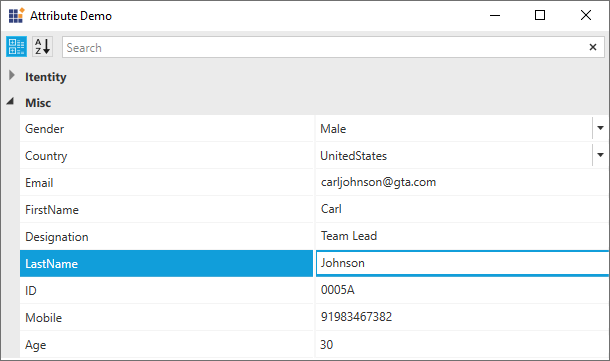 Attribute Demo
Search
Itentity
Misc
Gender Male
Country UnitedStates
Email carljohnson@gta.com
FirstName Carl
Designation Team Lead
LastName Johnson
ID 0005A
Mobile 91983467382
Age 30